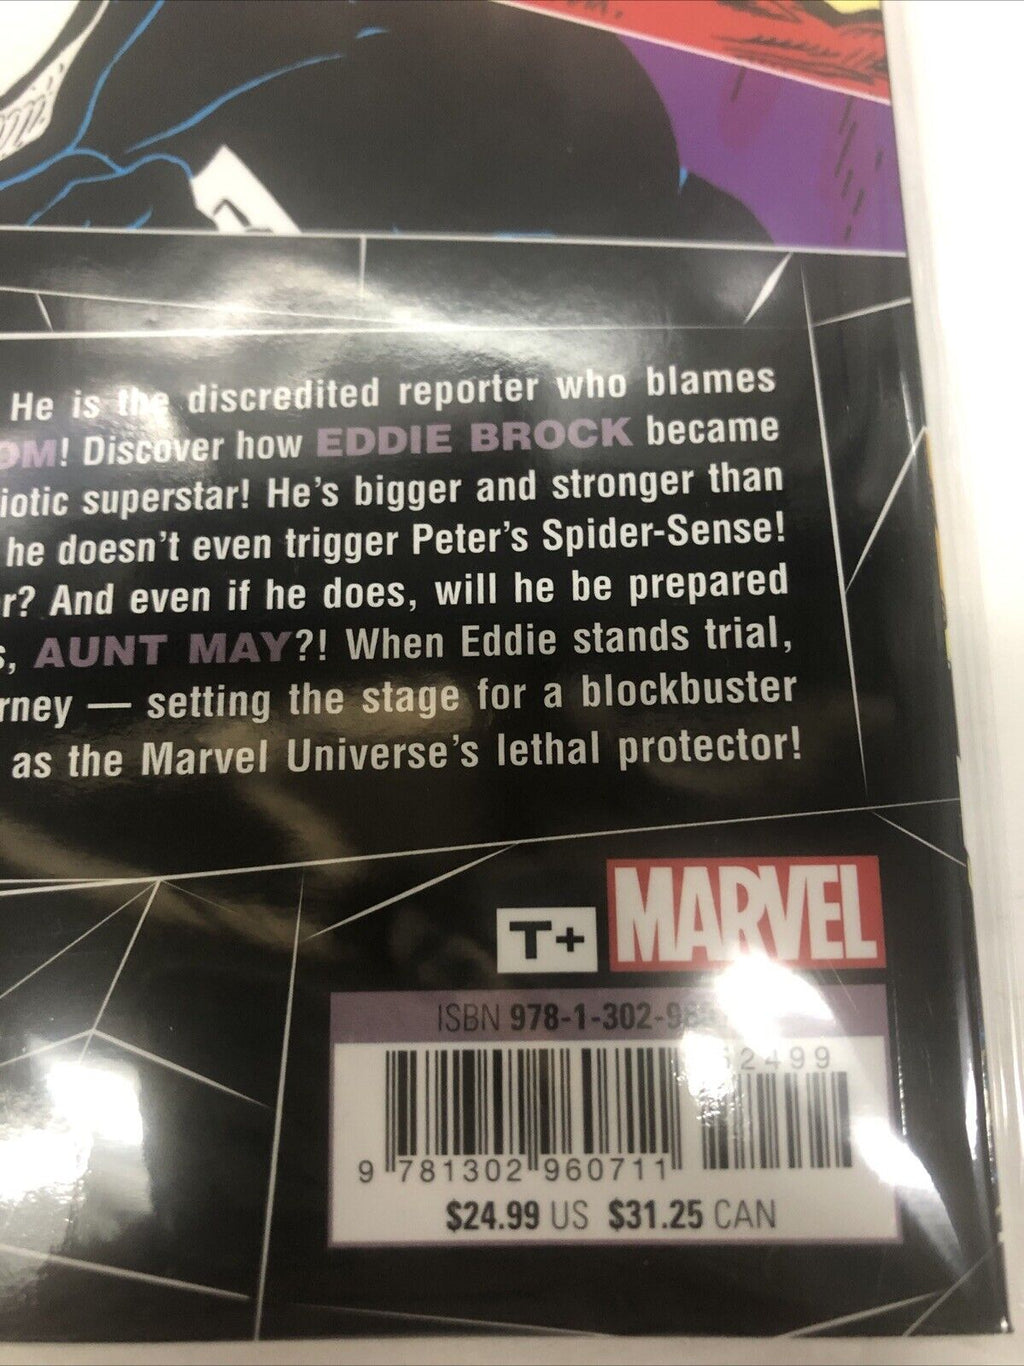 He is the discredited reporter who blames
OM! Discover how EDDIE BROCK became
iotic superstar! He's bigger and stronger than
he doesn't even trigger Peter's Spider-Sense!
r? And even if he does, will he be prepared
s, AUNT MAY?! When Eddie stands trial,
rney — setting the stage for a blockbuster
as the Marvel Universe's lethal protector!
T+
MARVEL
ISBN 978-1-302-9
52499
9 781302 960711
$24.99 US $31.25 CAN